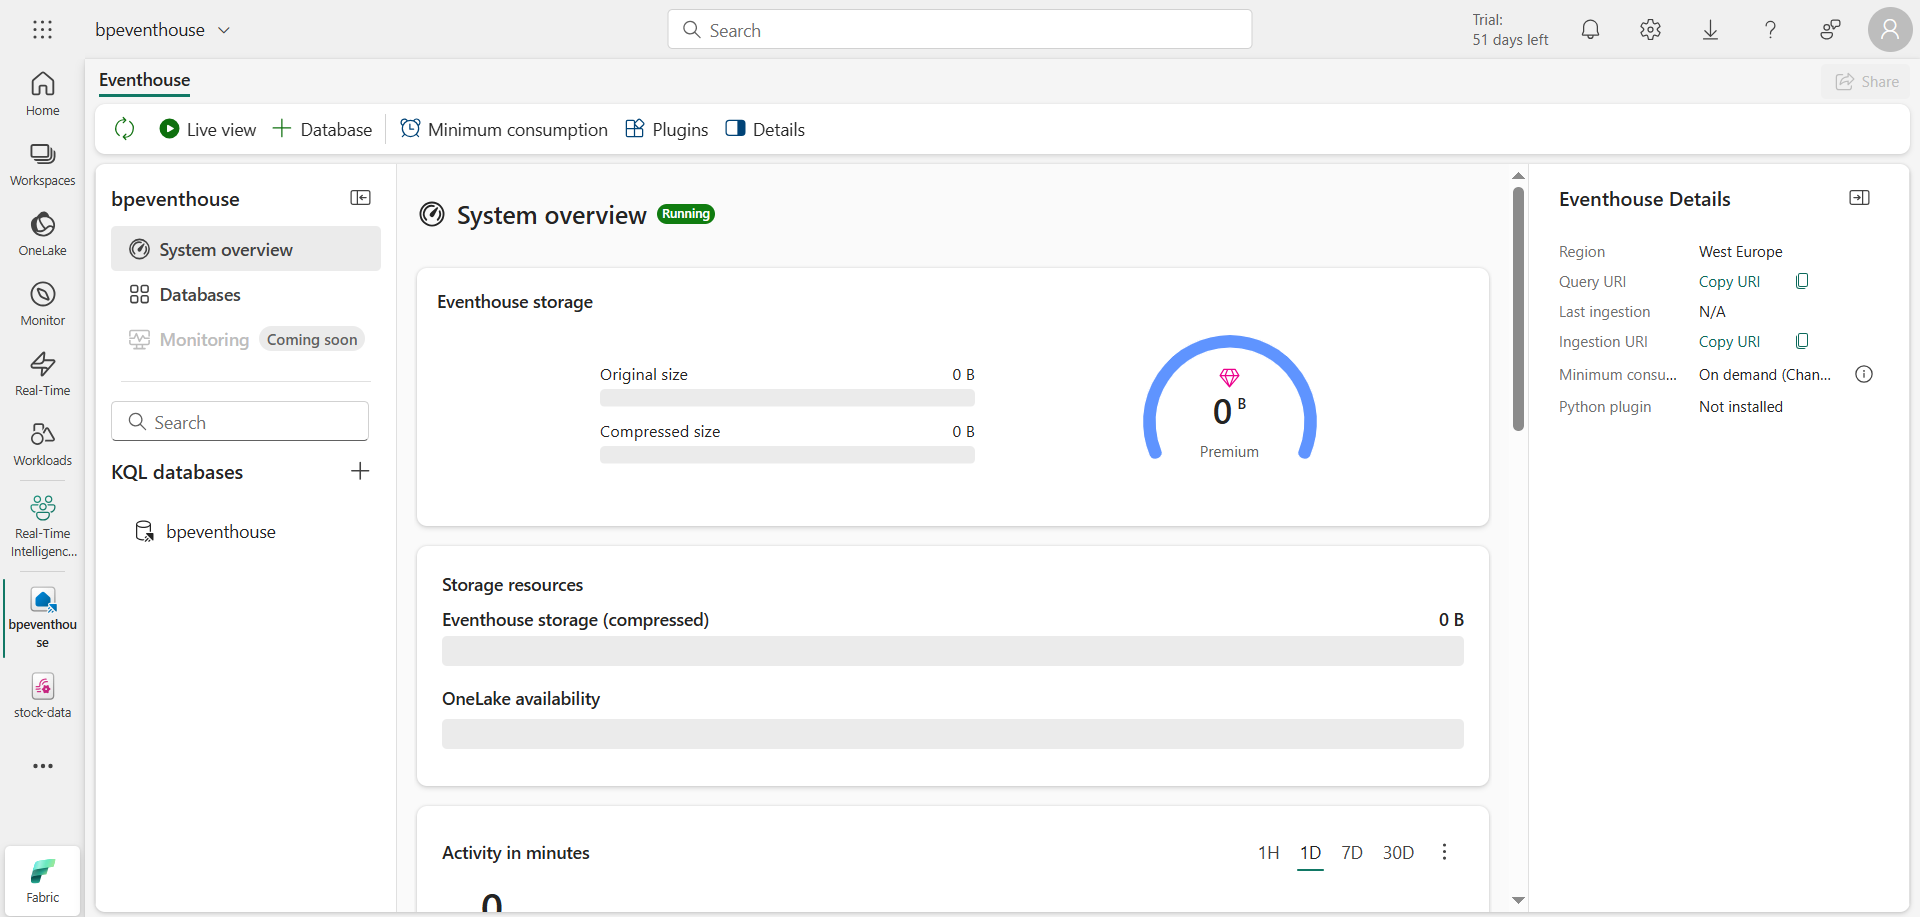 bpeventhouse
Search
Trial:
51 days left
Home
Workspaces
OneLake
Monitor
Real-Time
Workloads
Real-Time
Intelligenc...
bpeventhou
se
stock-data
Fabric
Eventhouse
Share
Live view
Database
Minimum consumption
Plugins
Details
bpeventhouse
System overview
Databases
Monitoring Coming soon
Search
KQL databases
bpeventhouse
System overview Running
Eventhouse storage
Original size 0 B
Compressed size 0 B
0 B
Premium
Storage resources
Eventhouse storage (compressed) 0 B
OneLake availability
Activity in minutes
1H 1D 7D 30D
0
Eventhouse Details
Region West Europe
Query URI Copy URI
Last ingestion N/A
Ingestion URI Copy URI
Minimum consu... On demand (Chan...
Python plugin Not installed